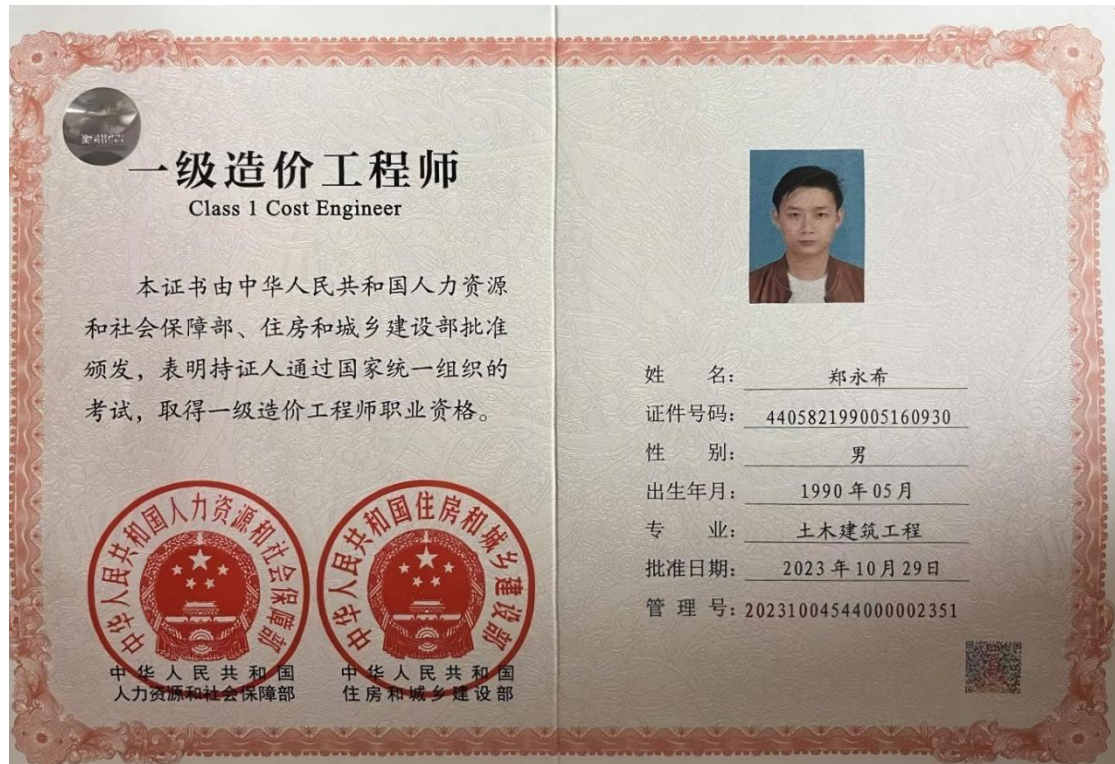 一级造价工程师
Class 1 Cost Engineer
本证书由中华人民共和国人力资源
和社会保障部、住房和城乡建设部批准
颁发，表明持证人通过国家统一组织的
考试，取得一级造价工程师职业资格。
中华人民共和国人力资源和社会保障部
中华人民共和国住房和城乡建设部
中华人民共和国
人力资源和社会保障部
中华人民共和国
住房和城乡建设部
姓 名：郑永希
证件号码：440582199005160930
性 别：男
出生年月：1990年05月
专 业：土木建筑工程
批准日期：2023年10月29日
管 理 号：20231004544000002351